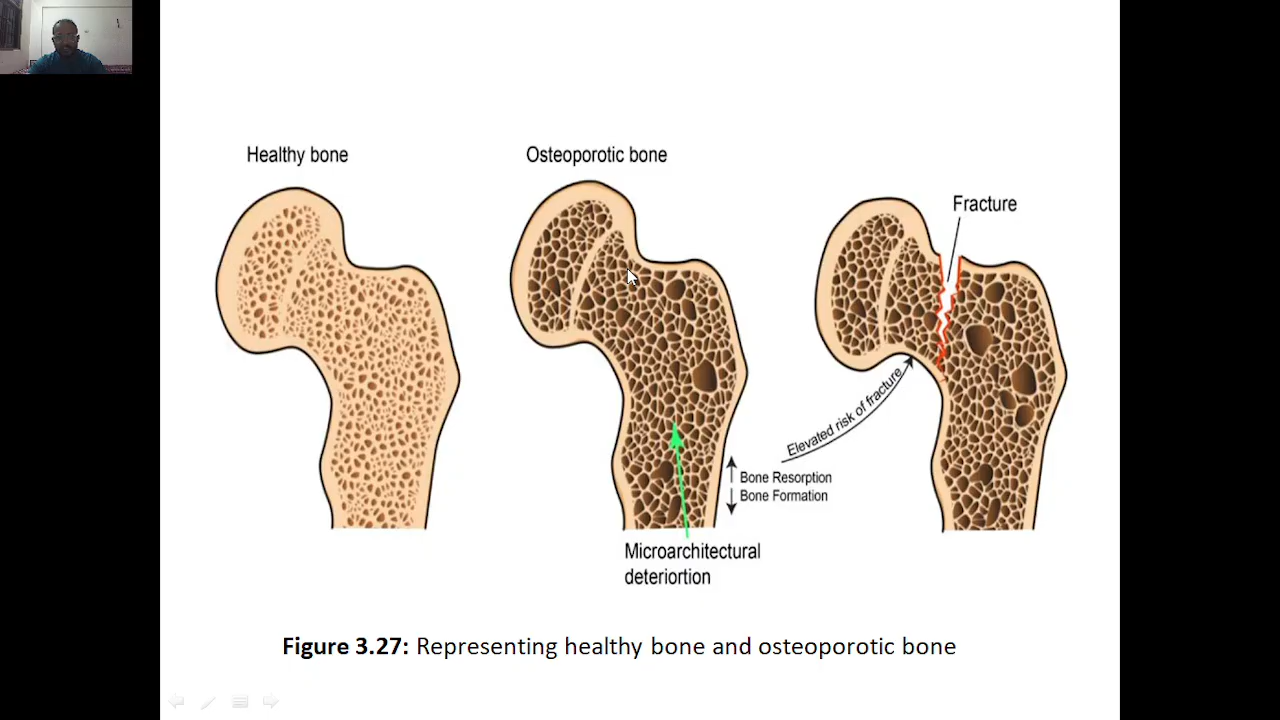 Healthy bone
Osteoporotic bone
Fracture
Elevated risk of fracture
Bone Resorption
Bone Formation
Microarchitectural
deteriortion
Figure 3.27: Representing healthy bone and osteoporotic bone